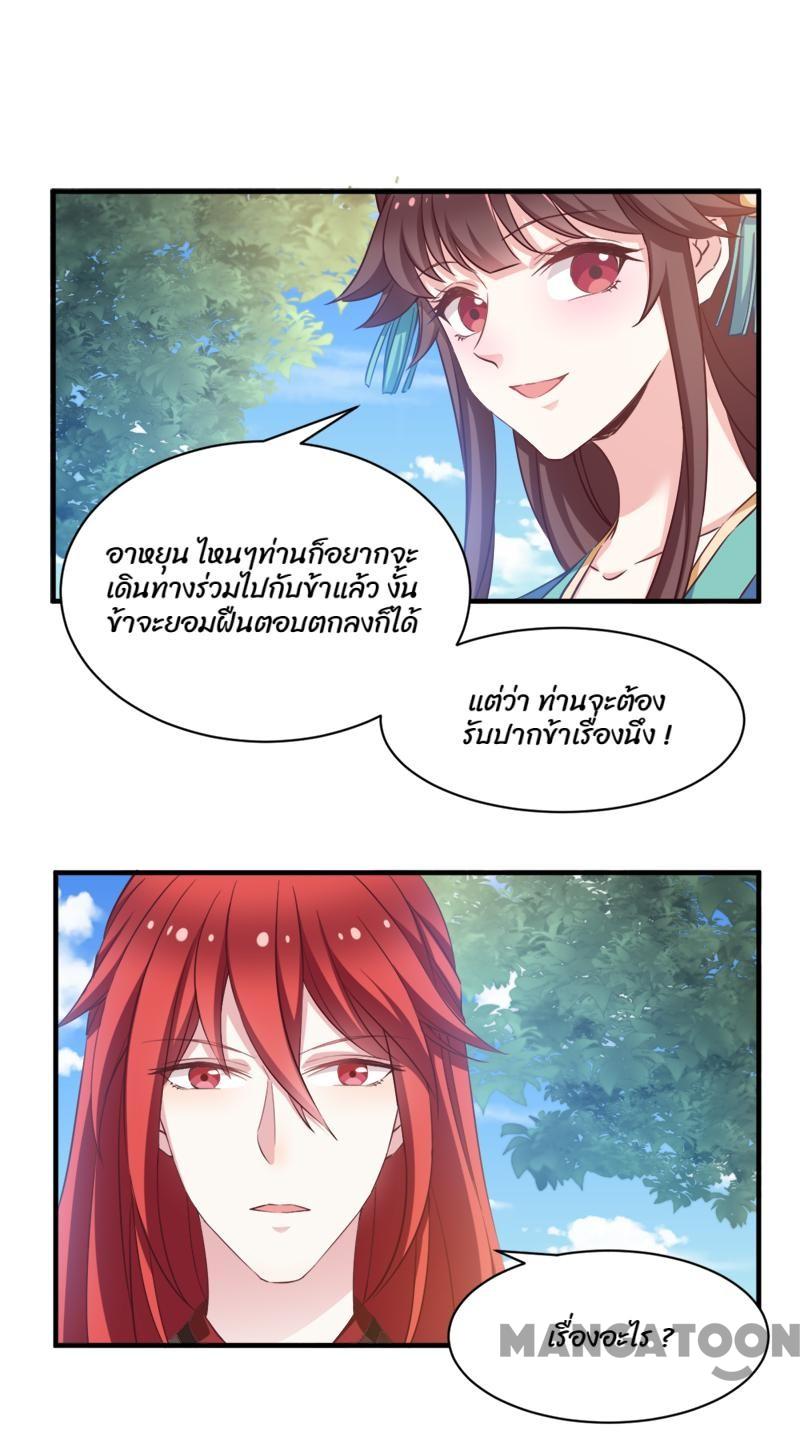 อาหยุน ไหนๆท่านก็อยากจะ
เดินทางร่วมไปกับข้าแล้ว งั้น
ข้าจะยอมฝืนตอบตกลงก็ได้
แต่ว่า ท่านจะต้อง
รับปากข้าเรื่องนึง !
เรื่องอะไร ?
MANGATOON